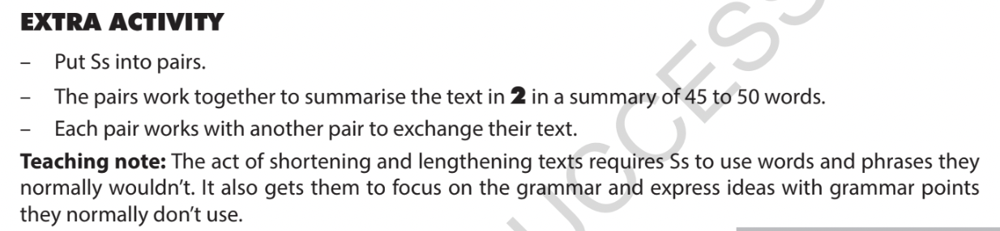 EXTRA ACTIVITY
– Put Ss into pairs.
– The pairs work together to summarise the text in 2 in a summary of 45 to 50 words.
– Each pair works with another pair to exchange their text.
Teaching note: The act of shortening and lengthening texts requires Ss to use words and phrases they
normally wouldn’t. It also gets them to focus on the grammar and express ideas with grammar points
they normally don’t use.